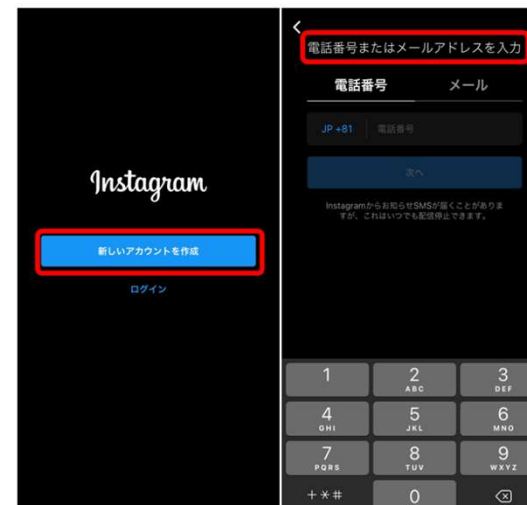 Instagram
新しいアカウントを作成
ログイン
電話番号またはメールアドレスを入力
電話番号 メール
JP +81 電話番号
次へ
Instagramからお知らせSMSが届くことがありま
すが、これはいつでも配信停止できます。
1 2 3
ABC DEF
4 5 6
GHI JKL MNO
7 8 9
PQRS TUV WXYZ
+*# 0